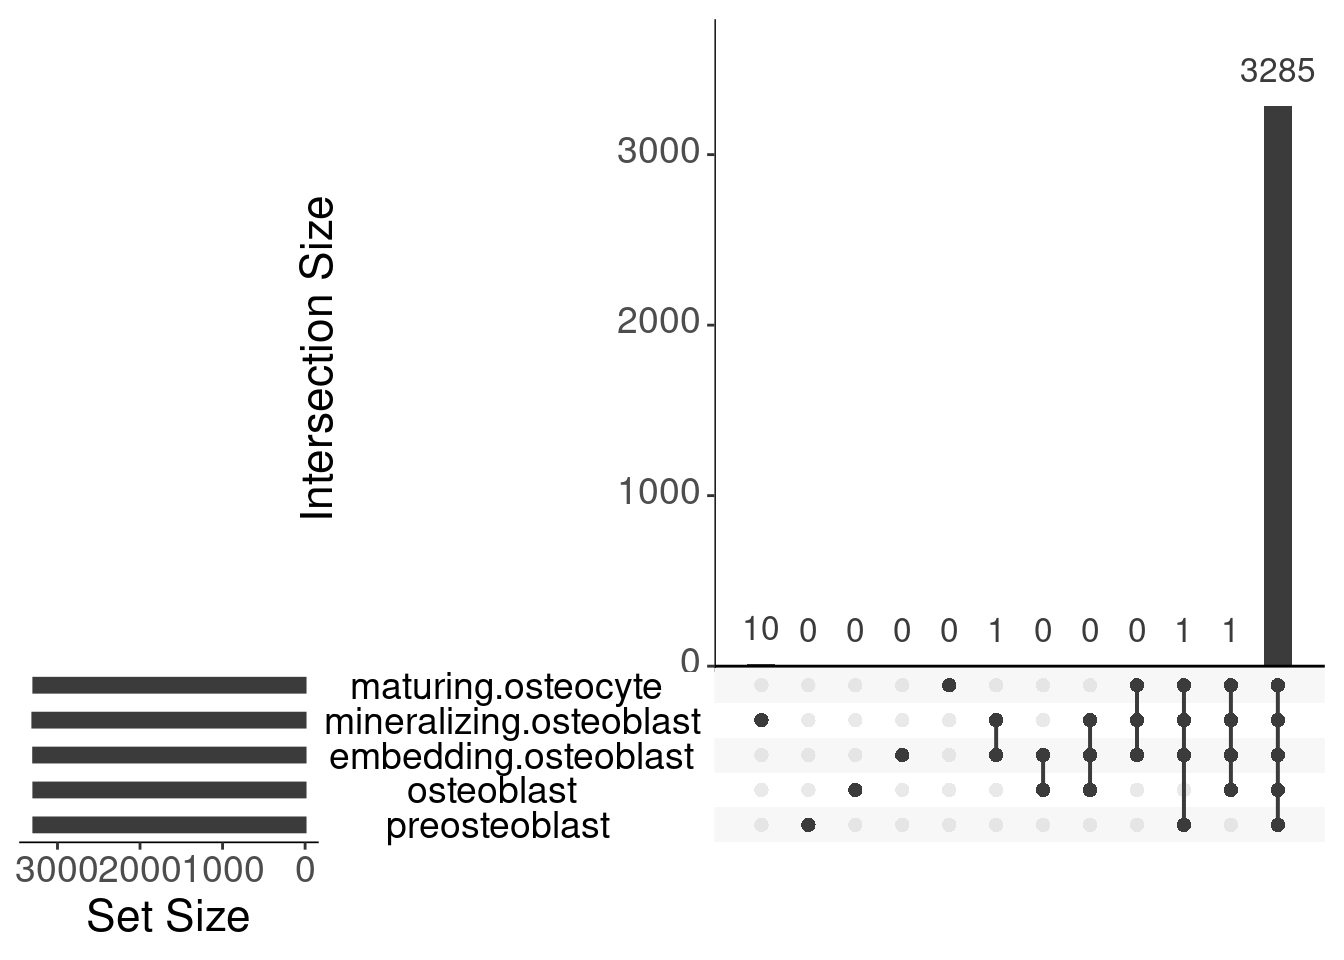 3285
3000
2000
1000
0
Intersection Size
10 0 0 0 0 1 0 0 0 1 1
maturing.osteocyte
mineralizing.osteoblast
embedding.osteoblast
osteoblast
preosteoblast
3000 2000 1000 0
Set Size